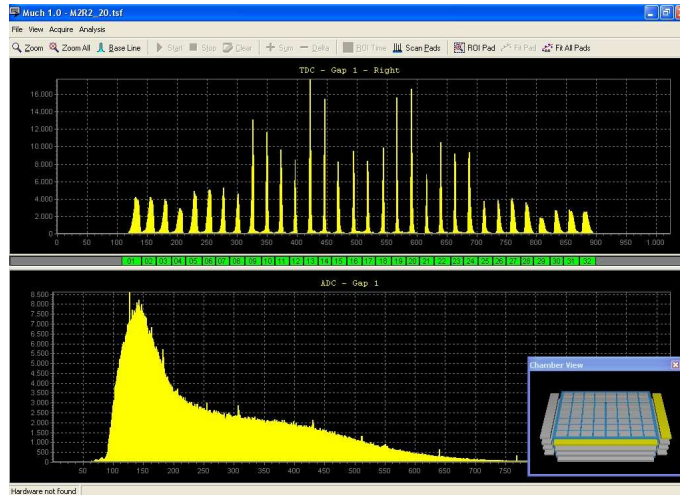 Much 1.0 - M2R2_20.tsf
File View Acquire Analysis
Zoom Zoom All Base Line Start Stop Clear Sum Delta ROI Time Scan Pads ROI Pad Fit Pad Fit All Pads
TDC - Gap 1 - Right
16.000
14.000
12.000
10.000
8.000
6.000
4.000
2.000
0
0 50 100 150 200 250 300 350 400 450 500 550 600 650 700 750 800 850 900 950 1.000
01 02 03 04 05 06 07 08 09 10 11 12 13 14 15 16 17 18 19 20 21 22 23 24 25 26 27 28 29 30 31 32
ADC - Gap 1
8.500
8.000
7.500
7.000
6.500
6.000
5.500
5.000
4.500
4.000
3.500
3.000
2.500
2.000
1.500
1.000
500
0
50 100 150 200 250 300 350 400 450 500 550 600 650 700 750
Chamber View
Hardware not found